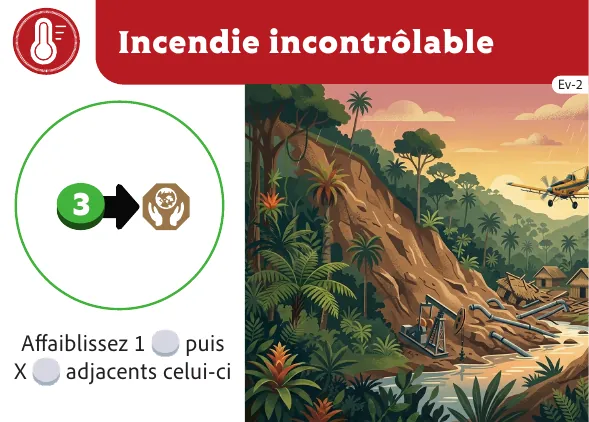 Incendie incontrôlable
Ev-2
3
Affaiblissez 1 puis
X adjacents celui-ci